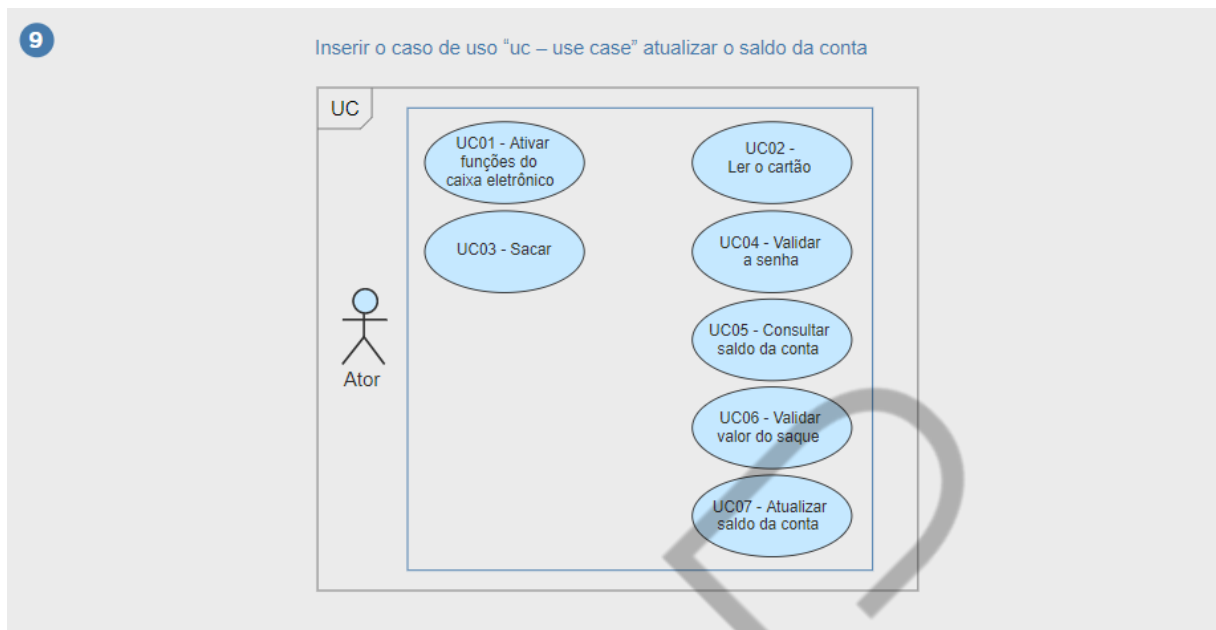 9
Inserir o caso de uso “uc – use case” atualizar o saldo da conta
UC
UC01 - Ativar
funções do
caixa eletrônico
UC02 -
Ler o cartão
UC03 - Sacar
UC04 - Validar
a senha
UC05 - Consultar
saldo da conta
UC06 - Validar
valor do saque
UC07 - Atualizar
saldo da conta
Ator